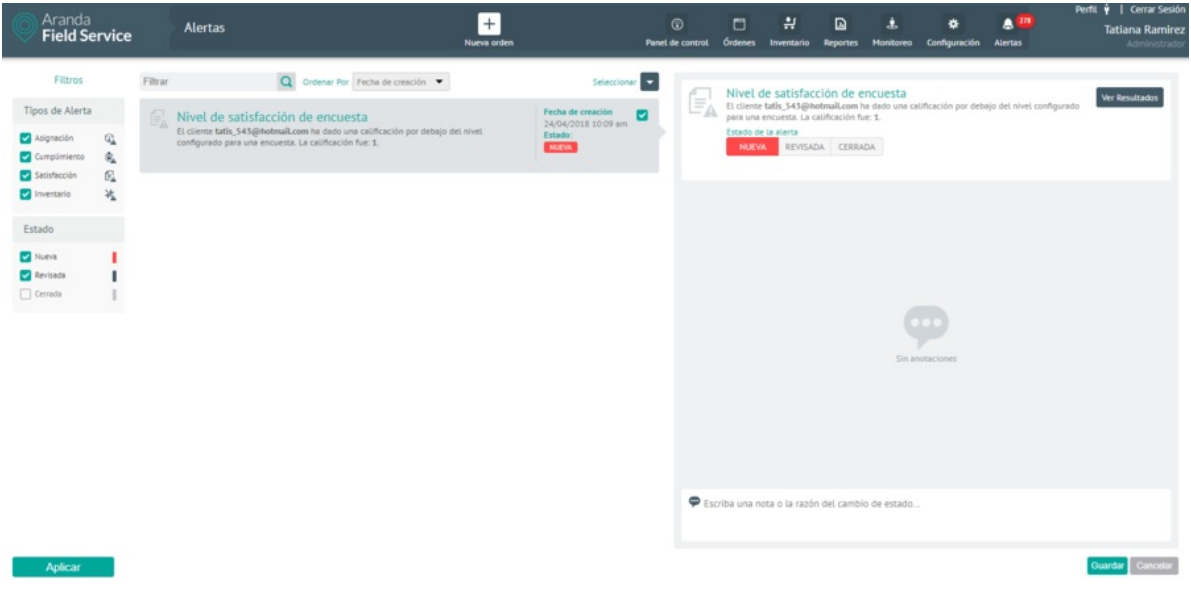 Perfil | Cerrar Sesión
Aranda
Field Service
Alertas
Nueva orden
Panel de control
Órdenes
Inventario
Reportes
Monitoreo
Configuración
Alertas
270
Tatiana Ramirez
Administrador
Filtros
Filtrar
Ordenar Por
Fecha de creación
Seleccionar
Tipos de Alerta
Asignación
Cumplimiento
Satisfacción
Inventario
Estado
Nueva
Revisada
Cerrada
Nivel de satisfacción de encuesta
El cliente tatis_543@hotmail.com ha dado una calificación por debajo del nivel
configurado para una encuesta. La calificación fue: 1.
Fecha de creación
24/04/2018 10:09 am
Estado:
NUEVA
Nivel de satisfacción de encuesta
El cliente tatis_543@hotmail.com ha dado una calificación por debajo del nivel configurado
para una encuesta. La calificación fue: 1.
Ver Resultados
Estado de la alerta
NUEVA REVISADA CERRADA
Sin anotaciones
Escriba una nota o la razón del cambio de estado...
Aplicar
Guardar Cancelar